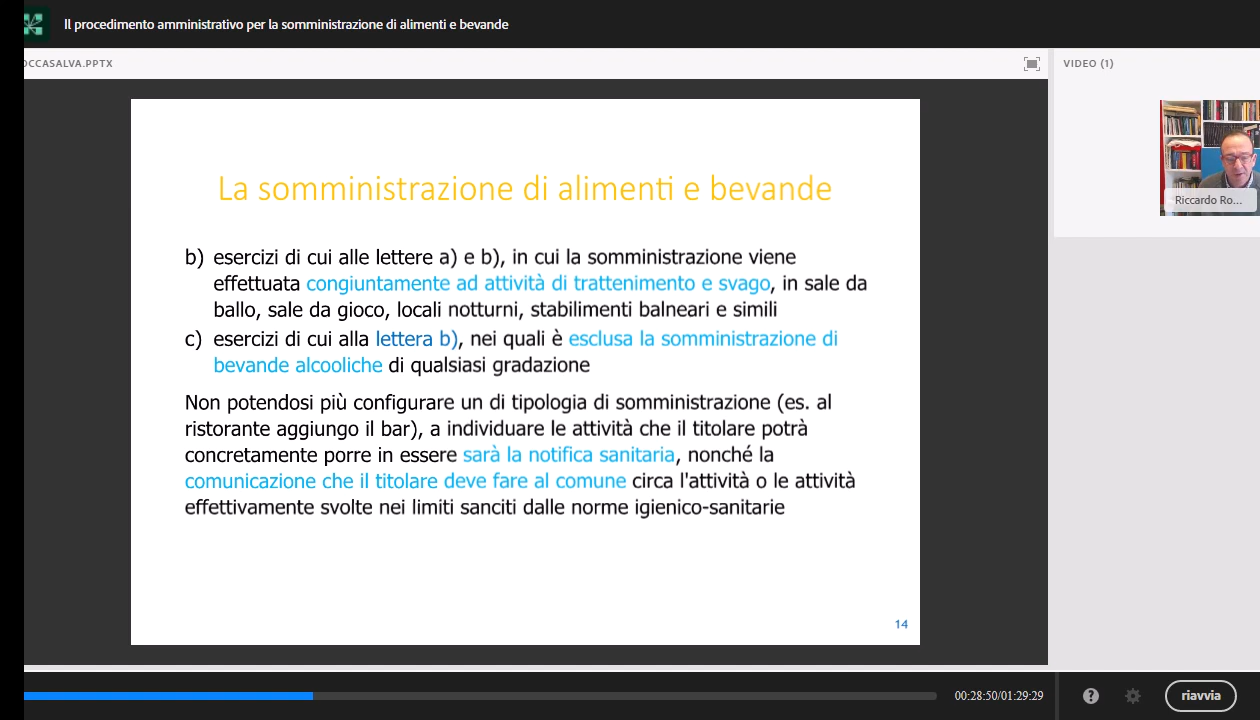 Il procedimento amministrativo per la somministrazione di alimenti e bevande
OCCASALVA.PPTX
VIDEO (1)
Riccardo Ro...
La somministrazione di alimenti e bevande
b) esercizi di cui alle lettere a) e b), in cui la somministrazione viene
effettuata congiuntamente ad attività di trattenimento e svago, in sale da
ballo, sale da gioco, locali notturni, stabilimenti balneari e simili
c) esercizi di cui alla lettera b), nei quali è esclusa la somministrazione di
bevande alcooliche di qualsiasi gradazione
Non potendosi più configurare un di tipologia di somministrazione (es. al
ristorante aggiungo il bar), a individuare le attività che il titolare potrà
concretamente porre in essere sarà la notifica sanitaria, nonché la
comunicazione che il titolare deve fare al comune circa l'attività o le attività
effettivamente svolte nei limiti sanciti dalle norme igienico-sanitarie
14
00:28:50/01:29:29
?
riavvia